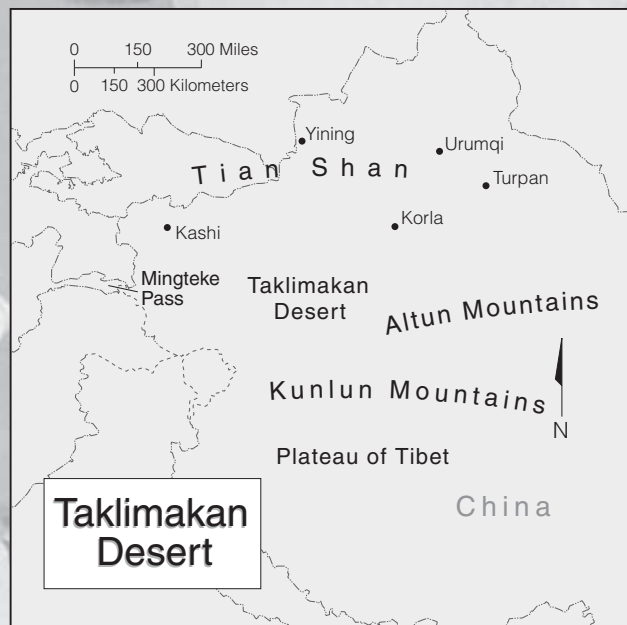 0 150 300 Miles
0 150 300 Kilometers
Yining
Urumqi
Tian Shan
Turpan
Kashi
Korla
Mingteke
Pass
Taklimakan
Desert
Altun Mountains
Kunlun Mountains
N
Plateau of Tibet
China
Taklimakan
Desert